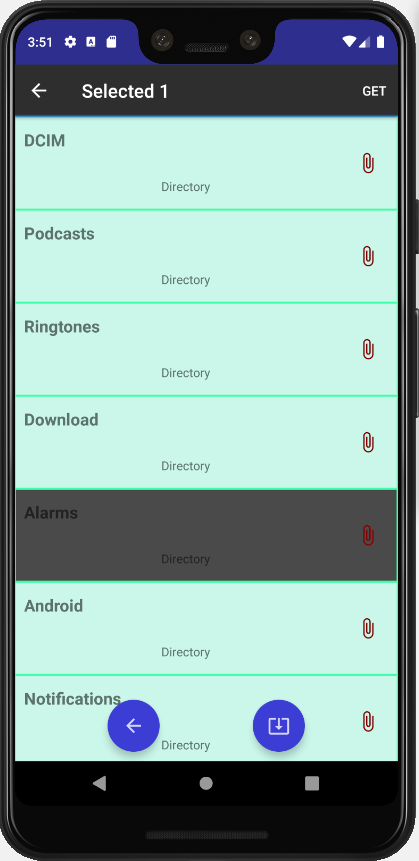 3:51
Selected 1
GET
DCIM
Directory
Podcasts
Directory
Ringtones
Directory
Download
Directory
Alarms
Directory
Android
Directory
Notifications
Directory